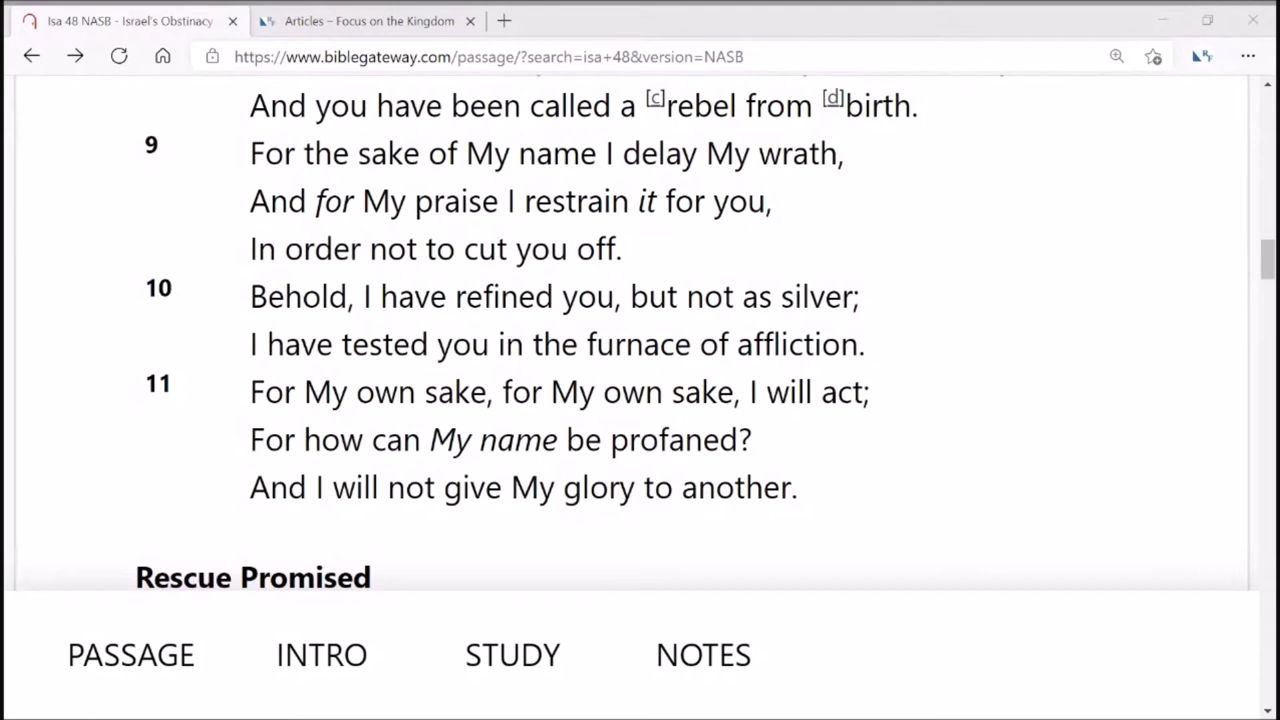 Isa 48 NASB - Israel's Obstinacy
Articles – Focus on the Kingdom
https://www.biblegateway.com/passage/?search=isa+48&version=NASB
And you have been called a [c]rebel from [d]birth.
9 For the sake of My name I delay My wrath,
And for My praise I restrain it for you,
In order not to cut you off.
10 Behold, I have refined you, but not as silver;
I have tested you in the furnace of affliction.
11 For My own sake, for My own sake, I will act;
For how can My name be profaned?
And I will not give My glory to another.
Rescue Promised
PASSAGE INTRO STUDY NOTES